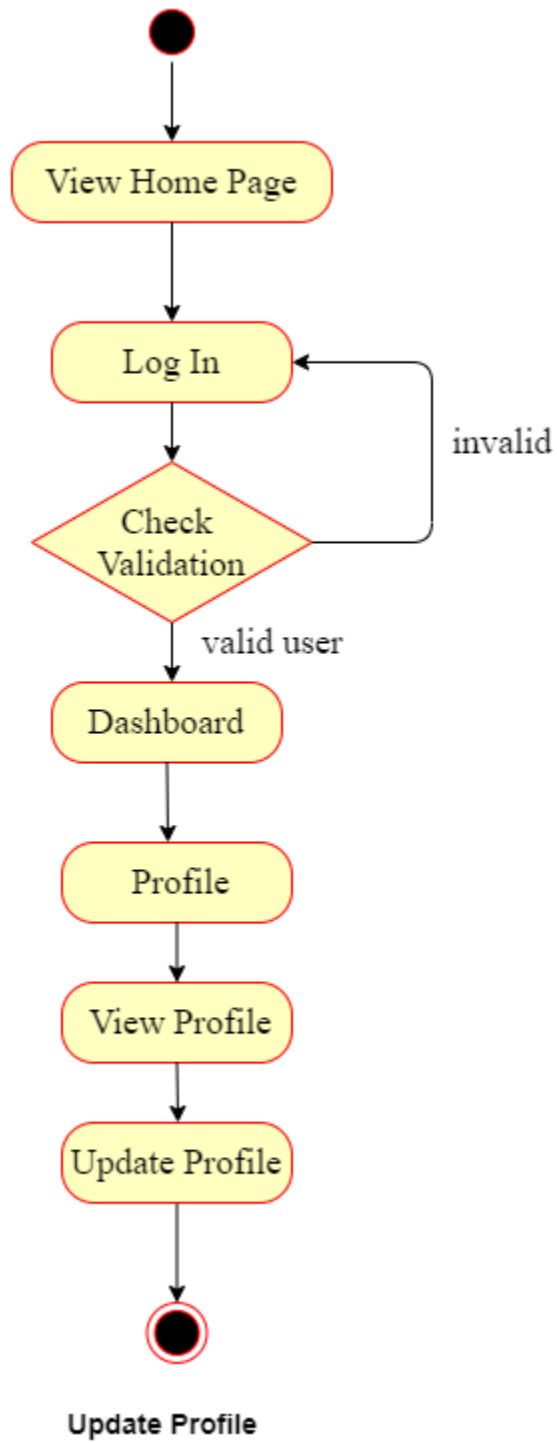 View Home Page
Log In
invalid
Check
Validation
valid user
Dashboard
Profile
View Profile
Update Profile
Update Profile